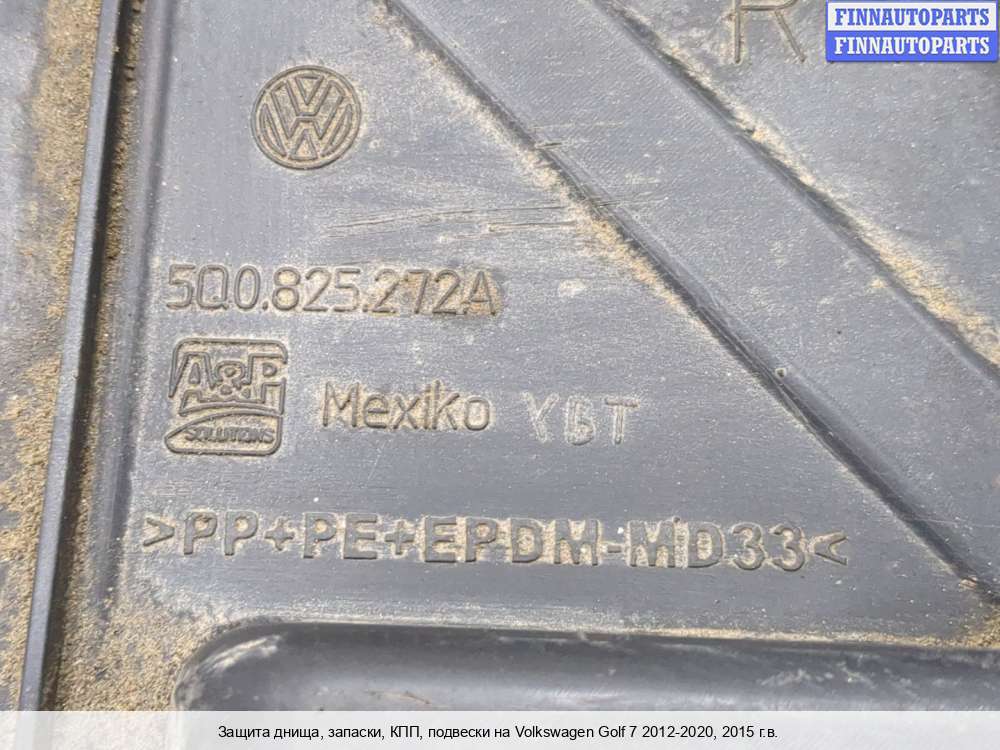 R
FINNAUTOPARTS
FINNAUTOPARTS
5Q0.825.272A
A&P
SOLUTIONS
Mexiko YBT
>PP+PE+EPDM-MD33<
Защита днища, запаски, КПП, подвески на Volkswagen Golf 7 2012-2020, 2015 г.в.